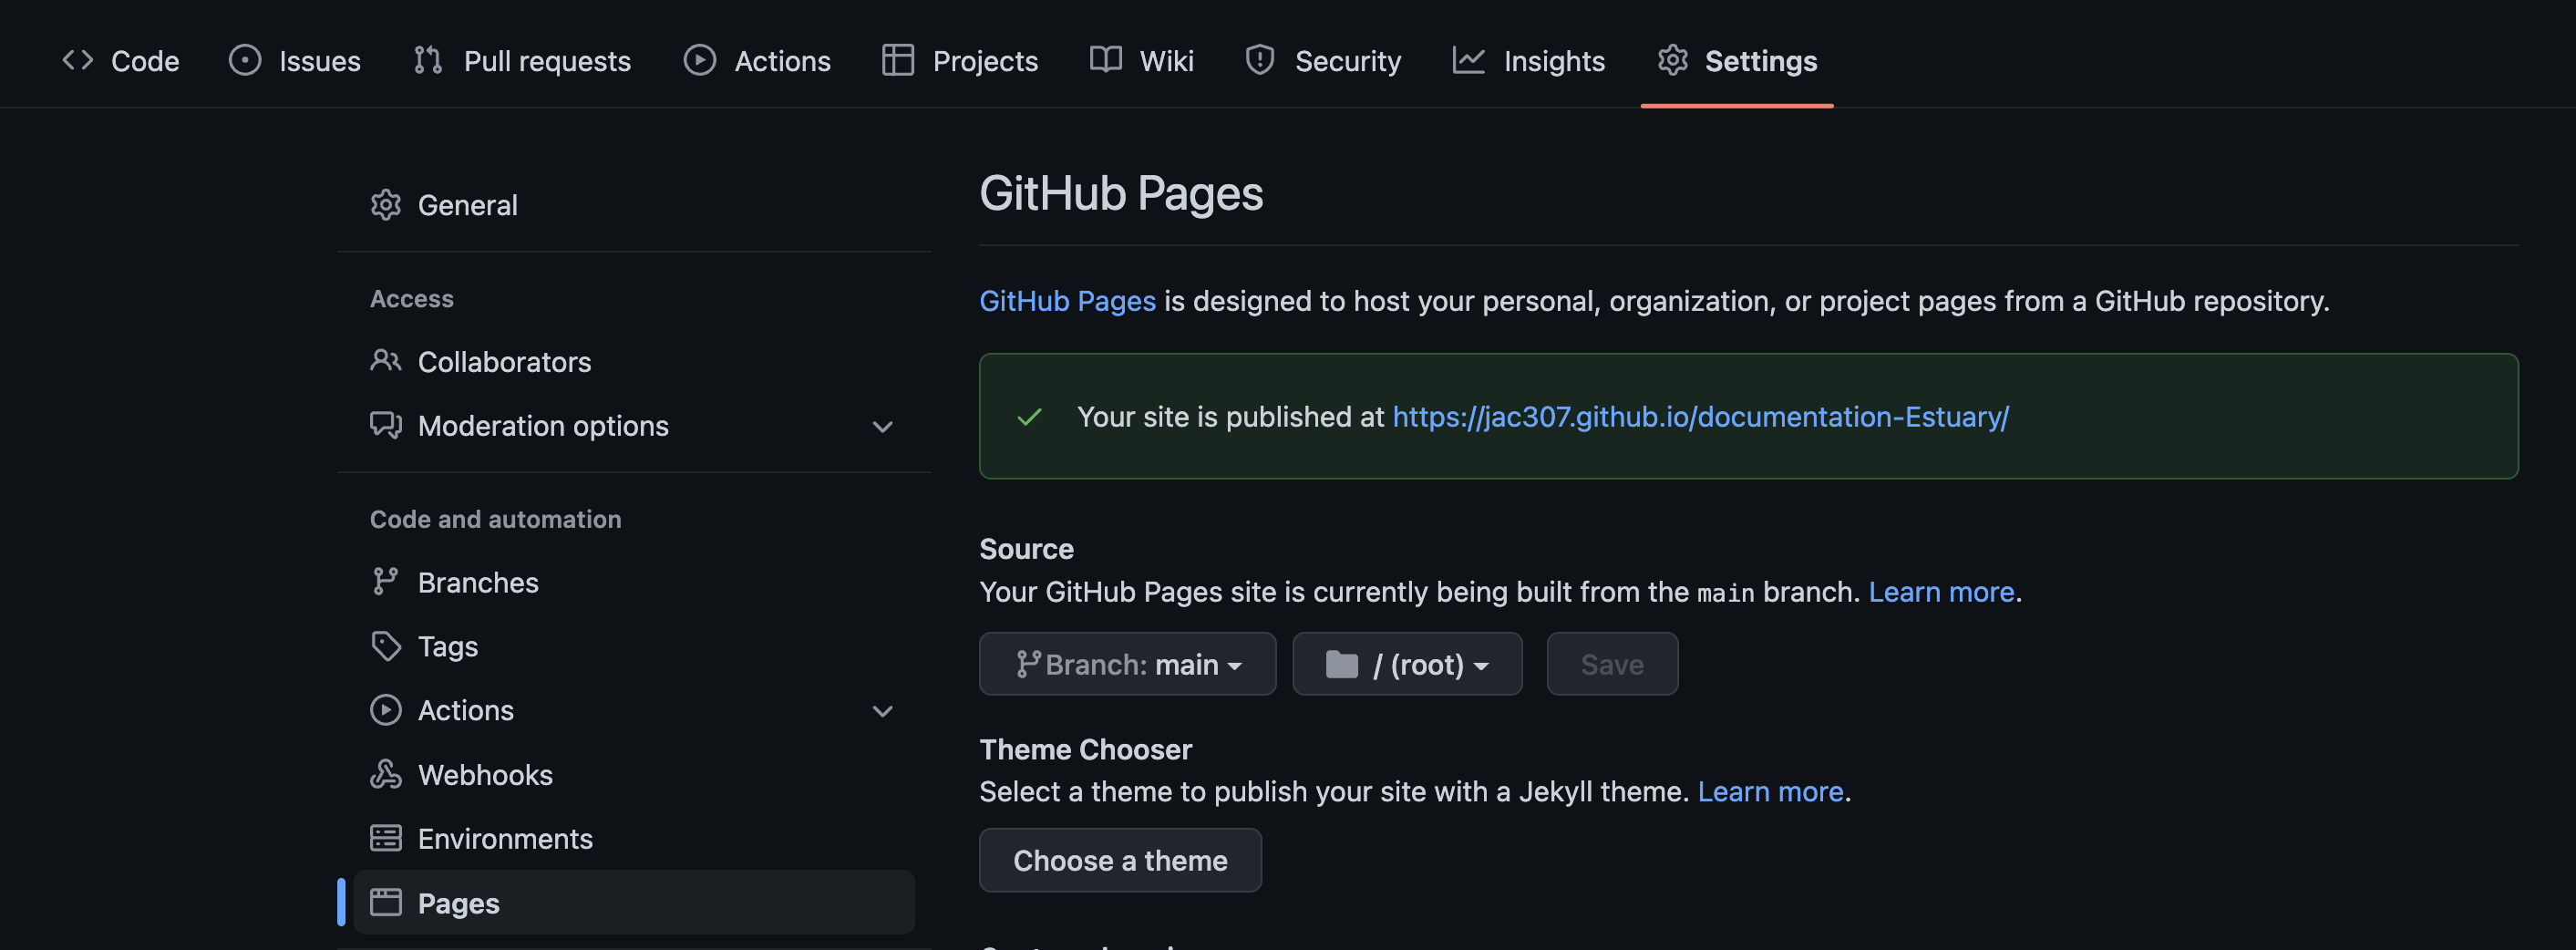 Code Issues Pull requests Actions Projects Wiki Security Insights Settings
General
Access
Collaborators
Moderation options
Code and automation
Branches
Tags
Actions
Webhooks
Environments
Pages
GitHub Pages
GitHub Pages is designed to host your personal, organization, or project pages from a GitHub repository.
Your site is published at https://jac307.github.io/documentation-Estuary/
Source
Your GitHub Pages site is currently being built from the main branch. Learn more.
Branch: main / (root) Save
Theme Chooser
Select a theme to publish your site with a Jekyll theme. Learn more.
Choose a theme